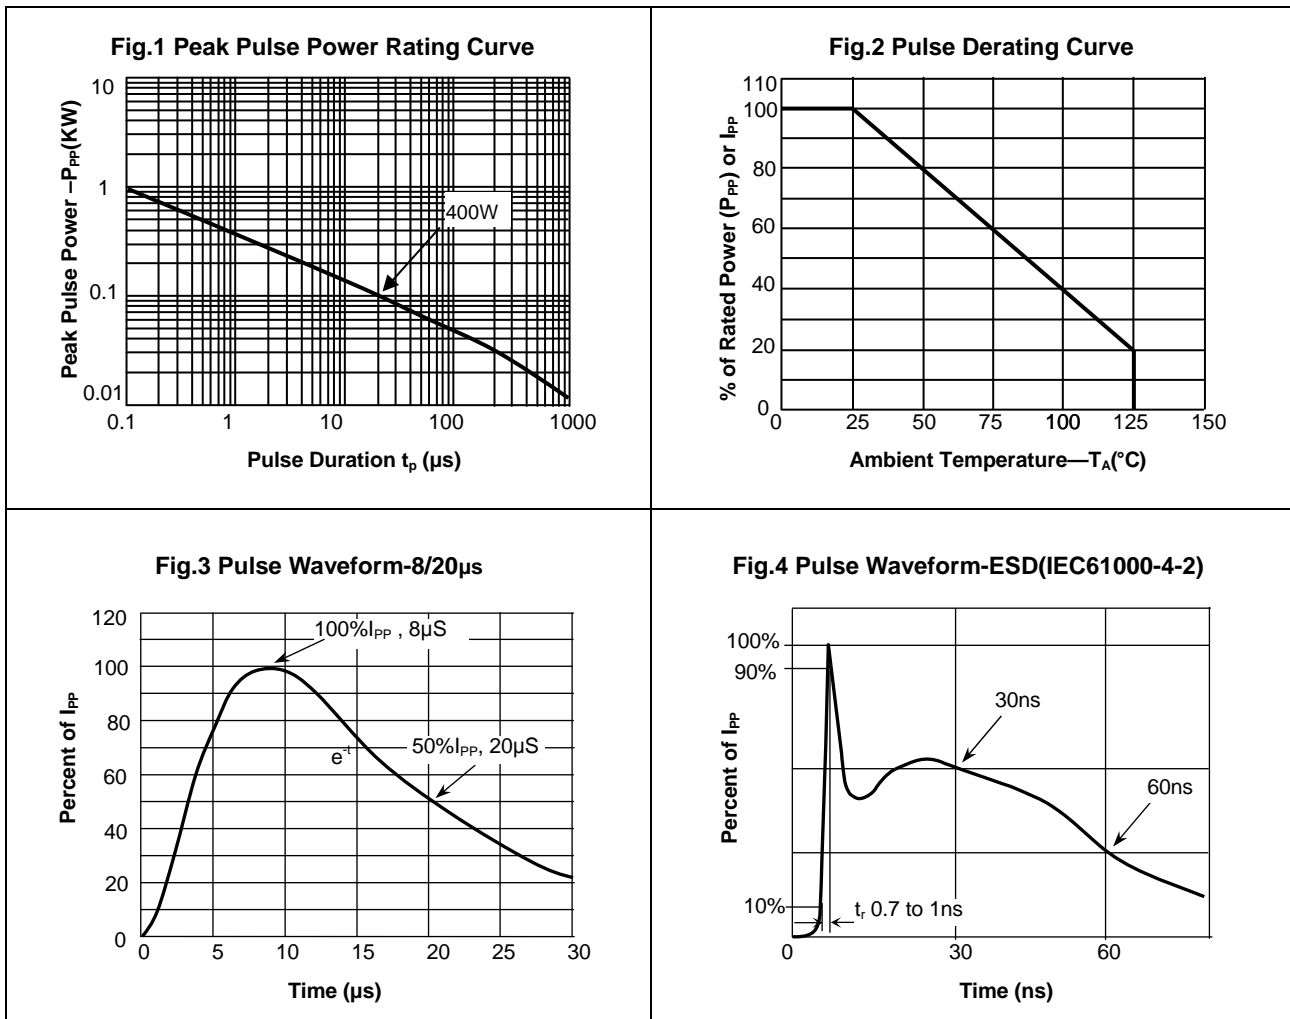 Fig.1 Peak Pulse Power Rating Curve
Peak Pulse Power –PPP(KW)
10
1
0.1
0.01
400W
0.1 1 10 100 1000
Pulse Duration tp (µs)
Fig.2 Pulse Derating Curve
% of Rated Power (PPP) or IPP
110
100
80
60
40
20
0
0 25 50 75 100 125 150
Ambient Temperature—TA(°C)
Fig.3 Pulse Waveform-8/20µs
Percent of IPP
120
100
80
60
40
20
0
100%IPP , 8µS
e-t
50%IPP, 20µS
0 5 10 15 20 25 30
Time (µs)
Fig.4 Pulse Waveform-ESD(IEC61000-4-2)
Percent of IPP
100%
90%
10%
30ns
60ns
tr 0.7 to 1ns
0 30 60
Time (ns)